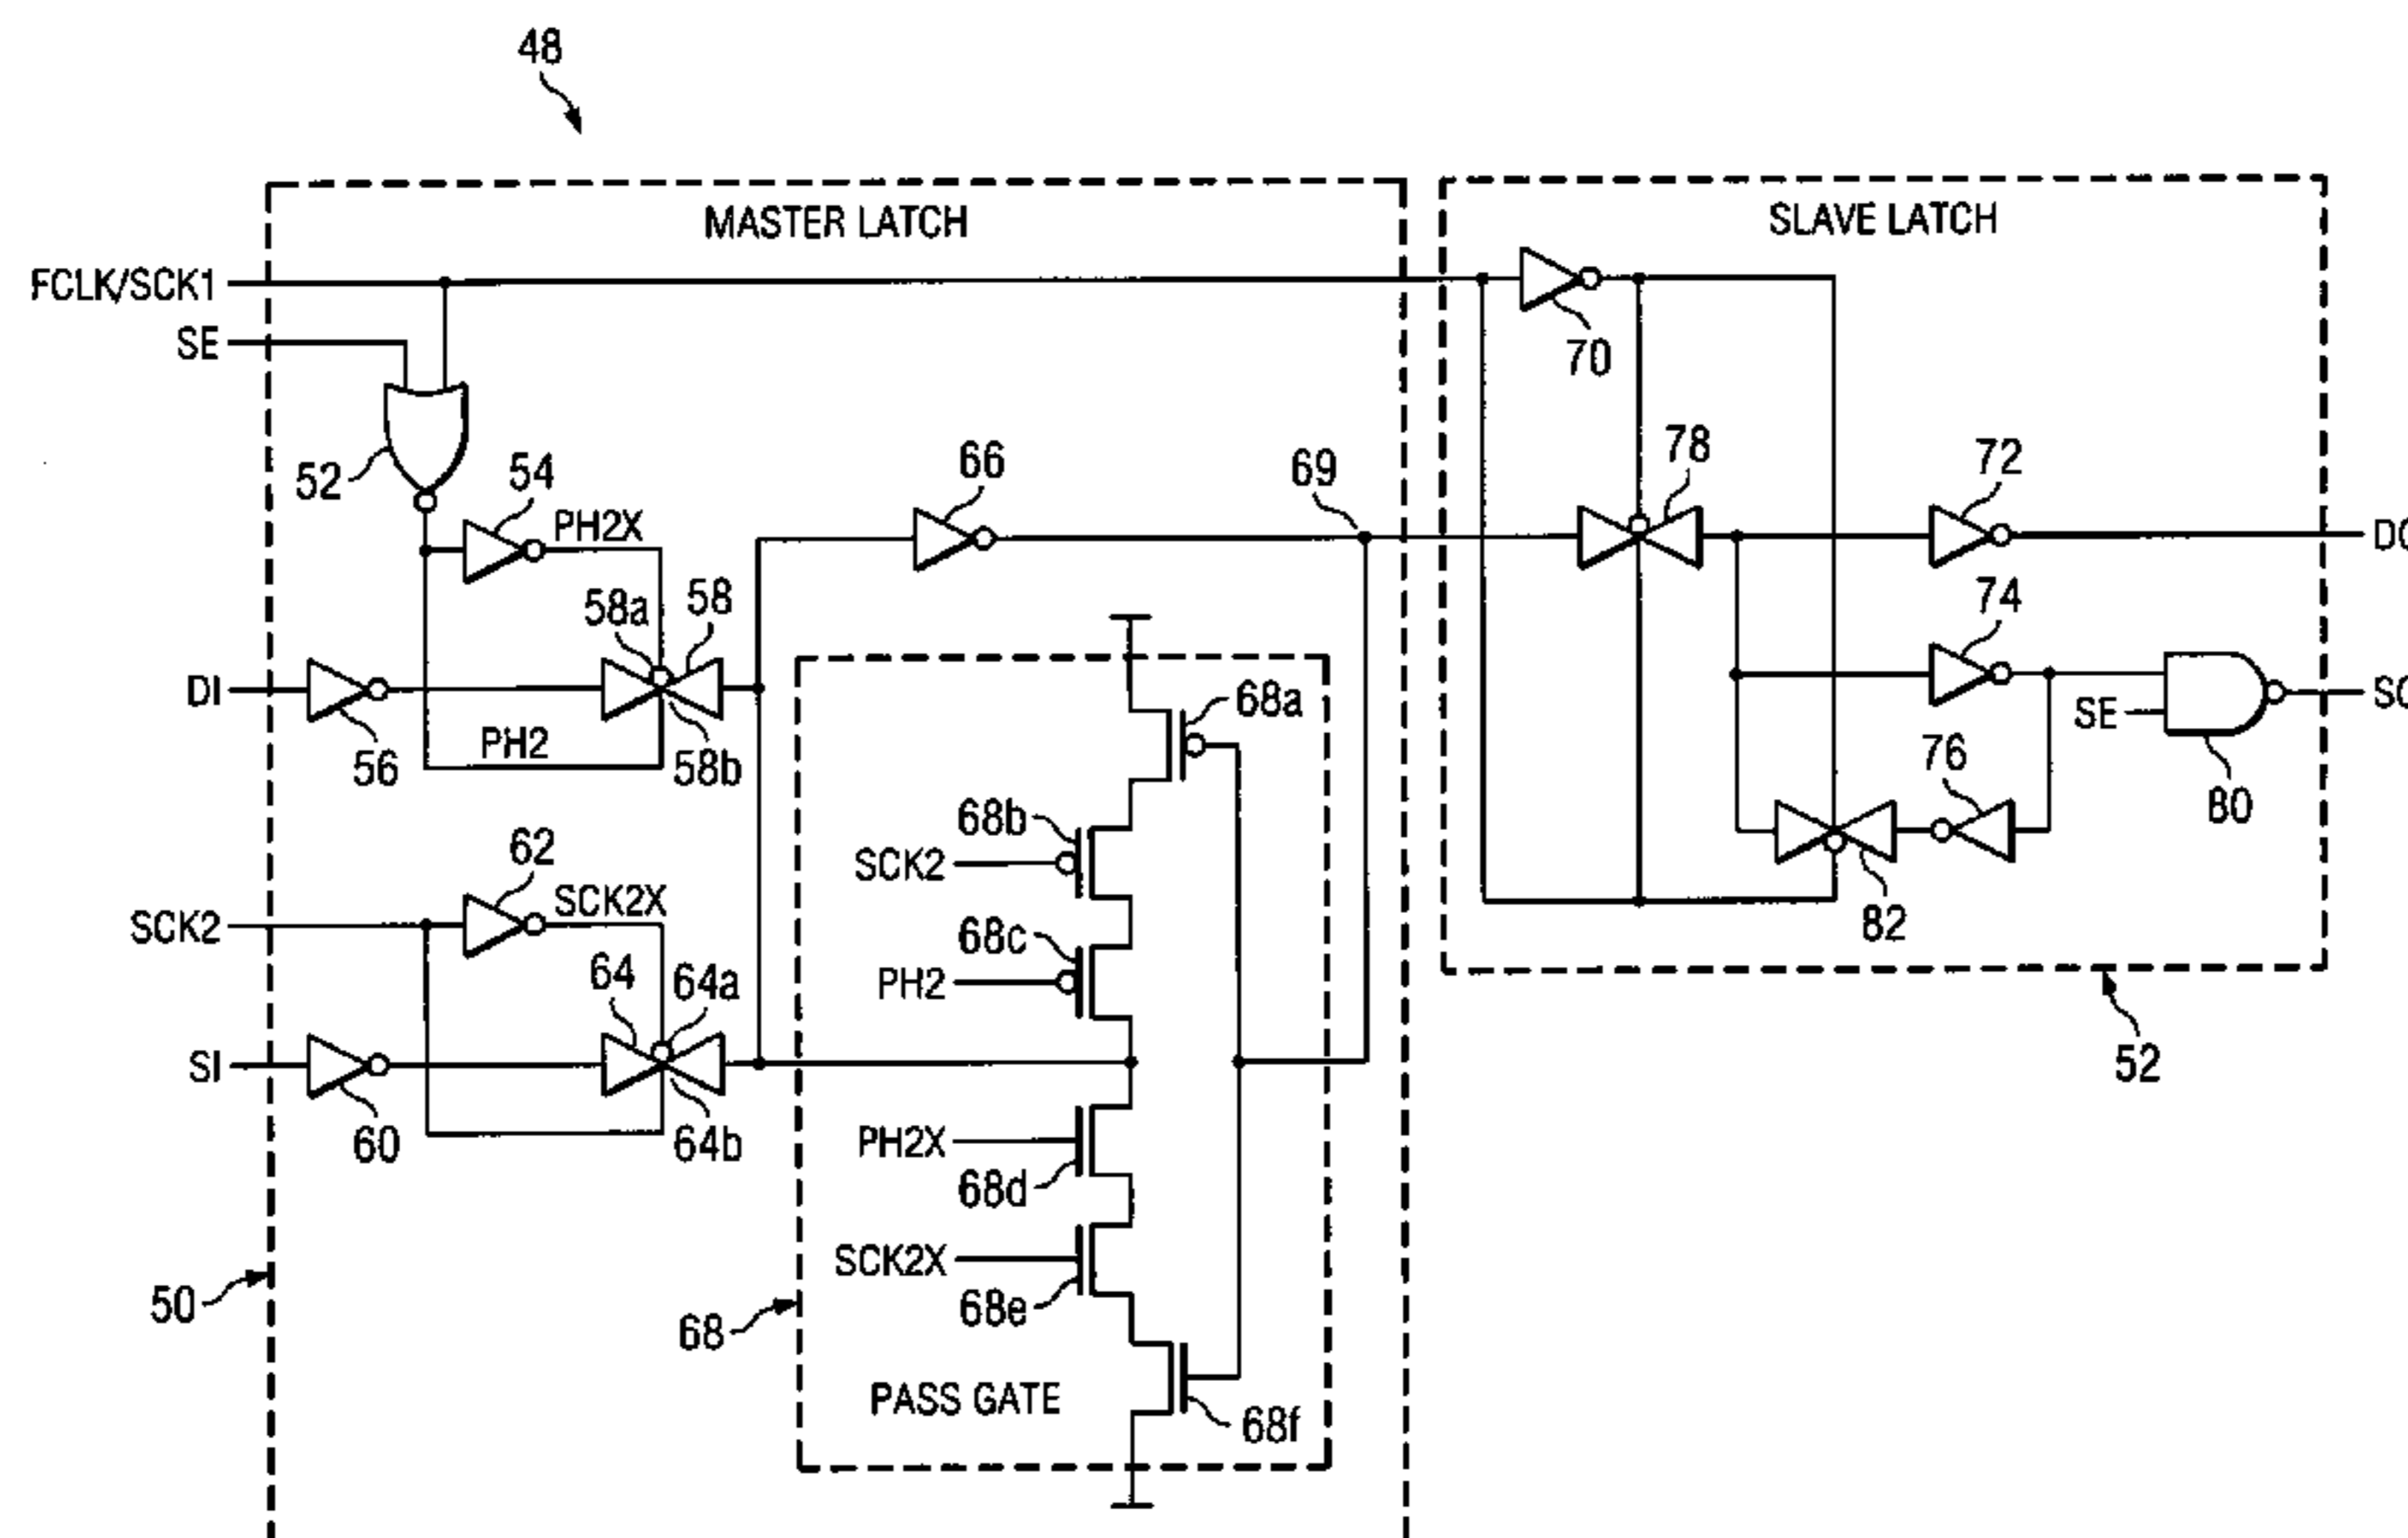 48
MASTER LATCH
SLAVE LATCH
FCLK/SCK1
SE
70
52
54
PH2X
66
69
78
72
58a
58
74
DI
56
PH2
58b
68a
SE
76
80
68b
SCK2
62
SCK2X
SCK2
68c
PH2
64
64a
82
SI
60
64b
PH2X
68d
52
SCK2X
68e
50
68
PASS GATE
68f